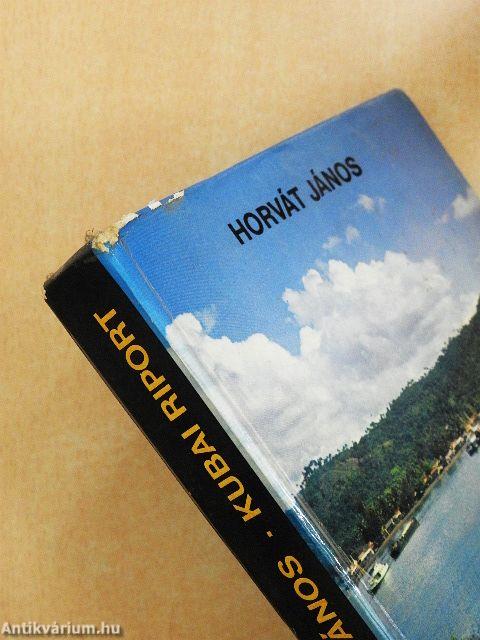 HORVÁT JÁNOS
ÁNOS · KUBAI RIPORT
Antikvárium.hu